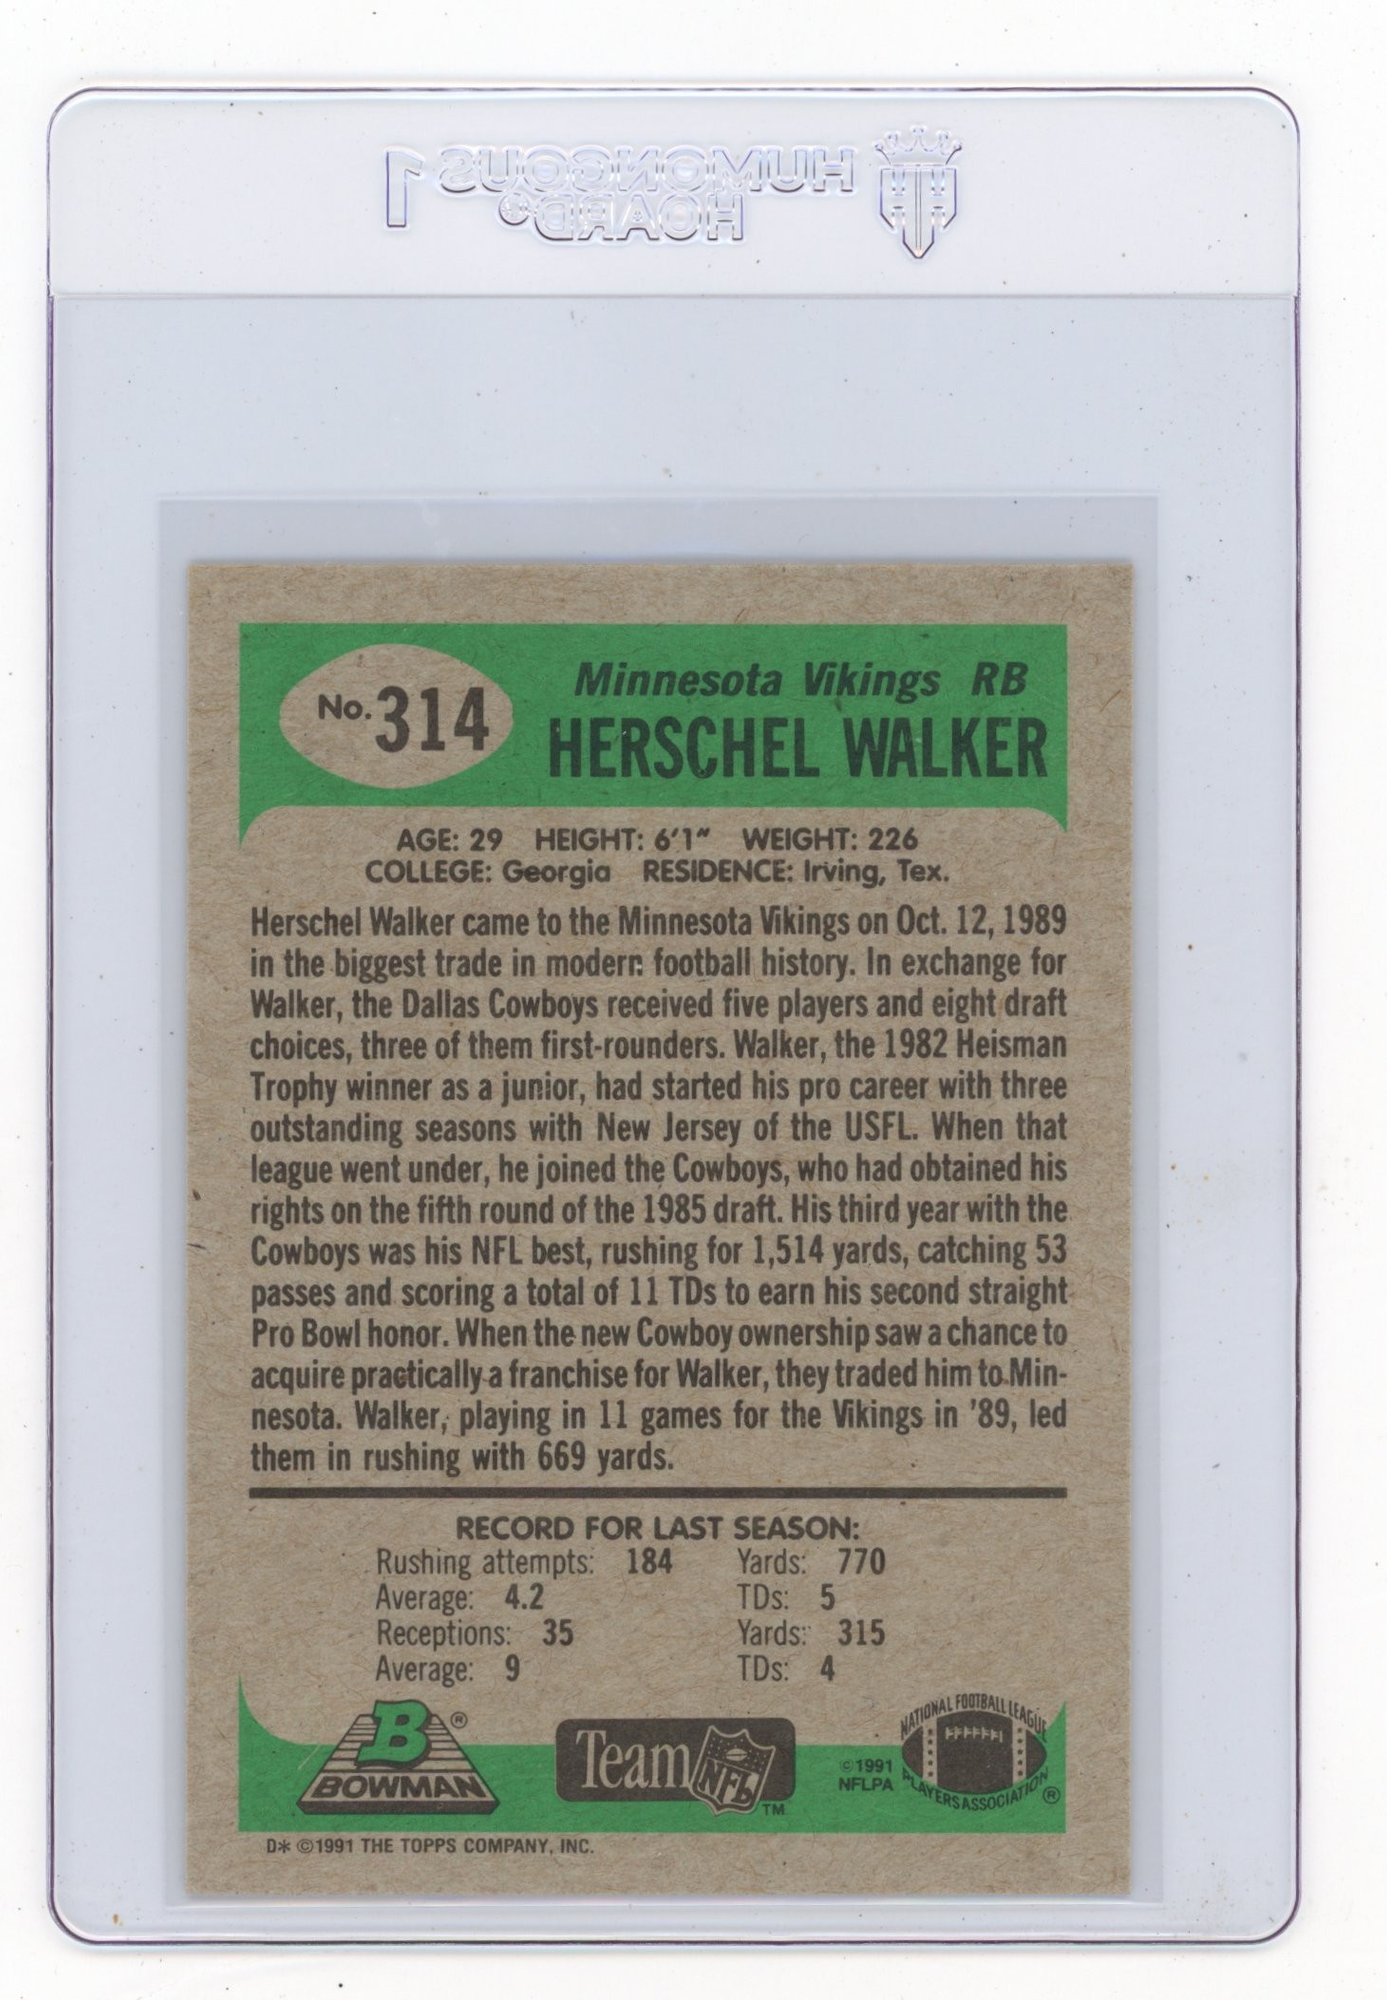 HUMONGOUS 1
HOARD®
No. 314
Minnesota Vikings RB
HERSCHEL WALKER
AGE: 29 HEIGHT: 6'1" WEIGHT: 226
COLLEGE: Georgia RESIDENCE: Irving, Tex.
Herschel Walker came to the Minnesota Vikings on Oct. 12, 1989
in the biggest trade in modern football history. In exchange for
Walker, the Dallas Cowboys received five players and eight draft
choices, three of them first-rounders. Walker, the 1982 Heisman
Trophy winner as a junior, had started his pro career with three
outstanding seasons with New Jersey of the USFL. When that
league went under, he joined the Cowboys, who had obtained his
rights on the fifth round of the 1985 draft. His third year with the
Cowboys was his NFL best, rushing for 1,514 yards, catching 53
passes and scoring a total of 11 TDs to earn his second straight
Pro Bowl honor. When the new Cowboy ownership saw a chance to
acquire practically a franchise for Walker, they traded him to Min-
nesota. Walker, playing in 11 games for the Vikings in '89, led
them in rushing with 669 yards.
RECORD FOR LAST SEASON:
Rushing attempts: 184 Yards: 770
Average: 4.2 TDs: 5
Receptions: 35 Yards: 315
Average: 9 TDs: 4
B®
BOWMAN
Team NFL TM
©1991
NFLPA
NATIONAL FOOTBALL LEAGUE
PLAYERS ASSOCIATION ®
D* ©1991 THE TOPPS COMPANY, INC.